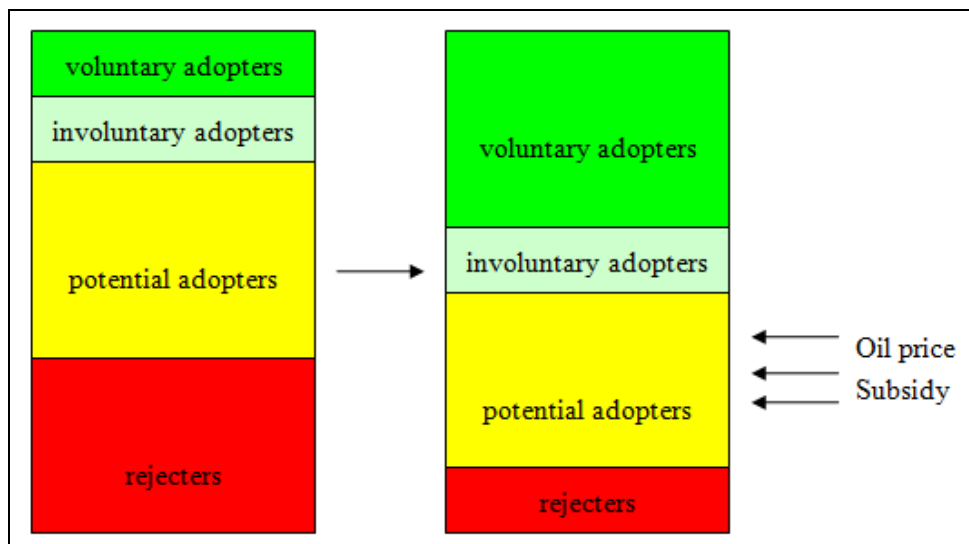 voluntary adopters
involuntary adopters
potential adopters
rejecters
voluntary adopters
involuntary adopters
potential adopters
rejecters
Oil price
Subsidy